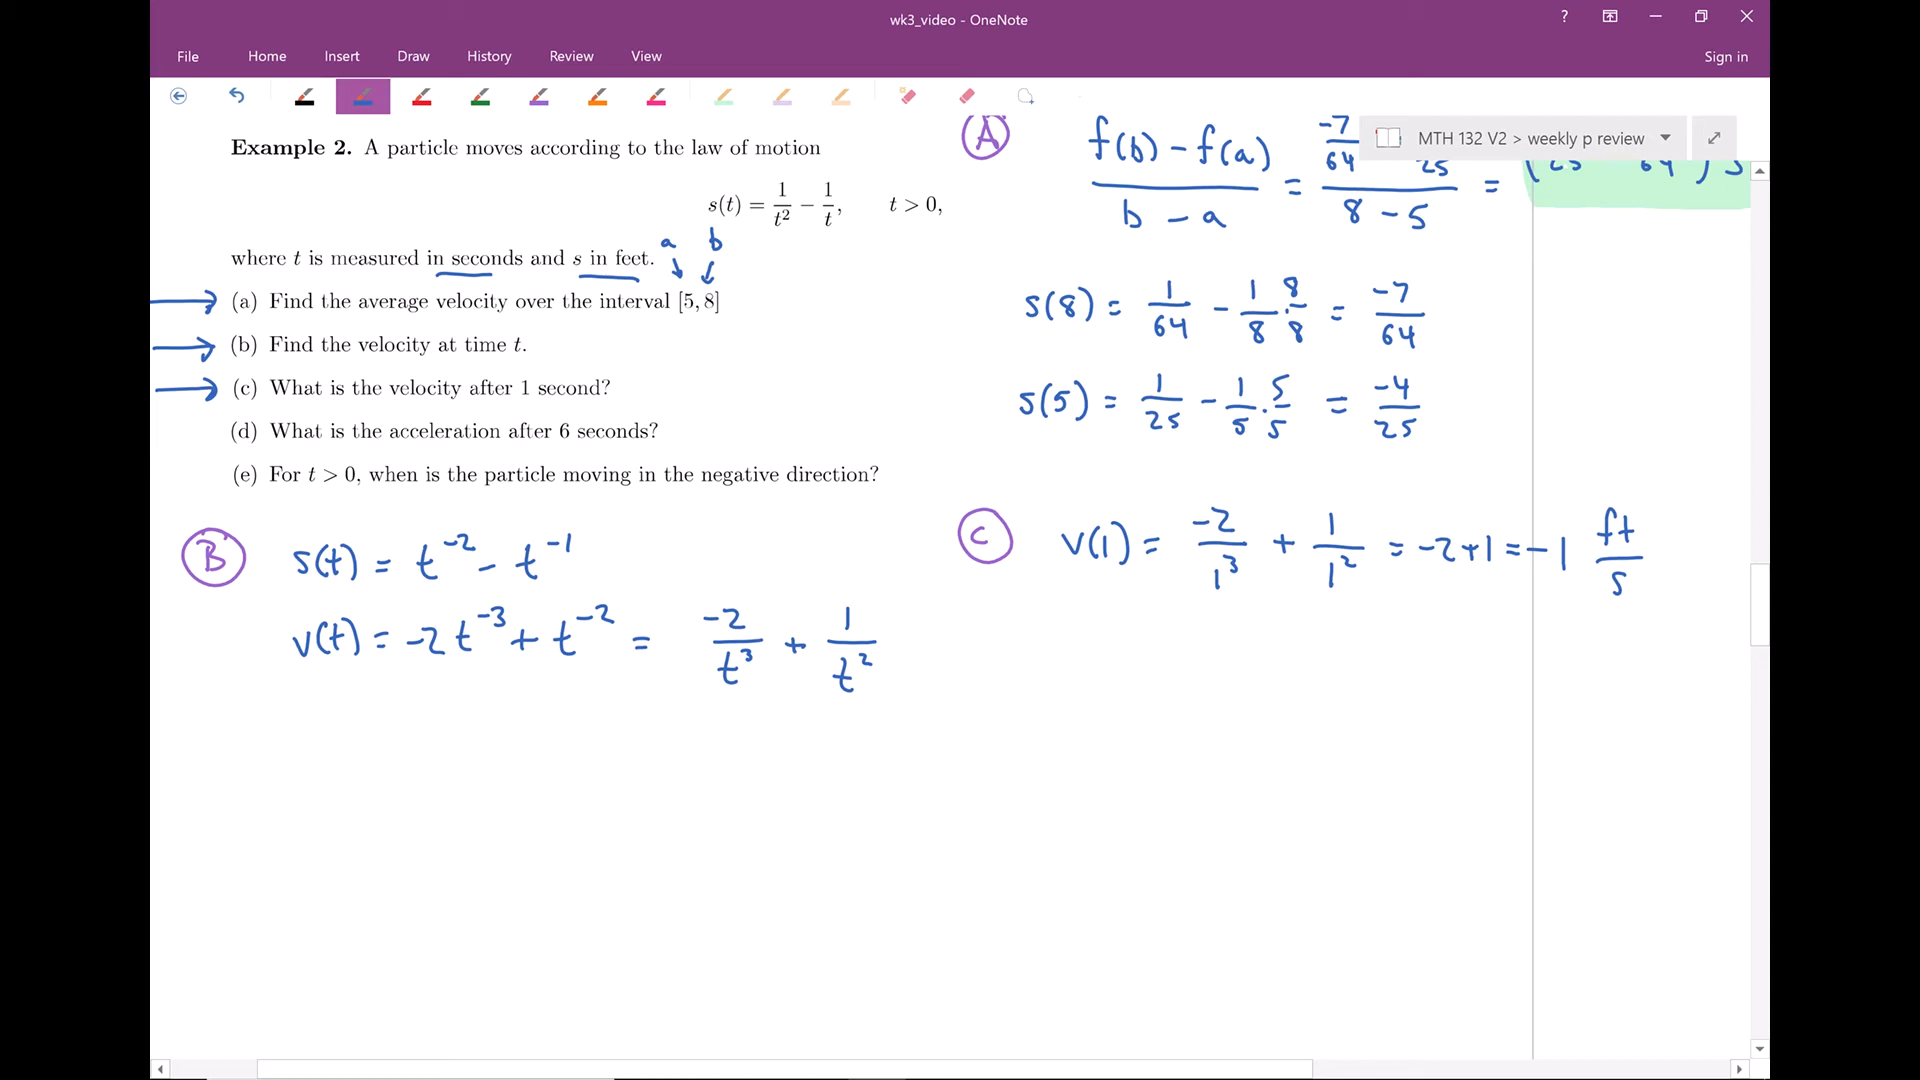 wk3_video - OneNote
File Home Insert Draw History Review View Sign in
MTH 132 V2 > weekly p review
Example 2. A particle moves according to the law of motion
s(t) = 1/t² − 1/t, t > 0,
a b
where t is measured in seconds and s in feet.
(a) Find the average velocity over the interval [5, 8]
(b) Find the velocity at time t.
(c) What is the velocity after 1 second?
(d) What is the acceleration after 6 seconds?
(e) For t > 0, when is the particle moving in the negative direction?
A
f(b) − f(a) / b − a = -7/64 25 / 8 − 5 =
s(8) = 1/64 − 1/8 · 8/8 = -7/64
s(5) = 1/25 − 1/5 · 5/5 = -4/25
B
s(t) = t⁻² − t⁻¹
v(t) = -2t⁻³ + t⁻² = -2/t³ + 1/t²
C
v(1) = -2/1³ + 1/1² = -2+1 = -1 ft/s